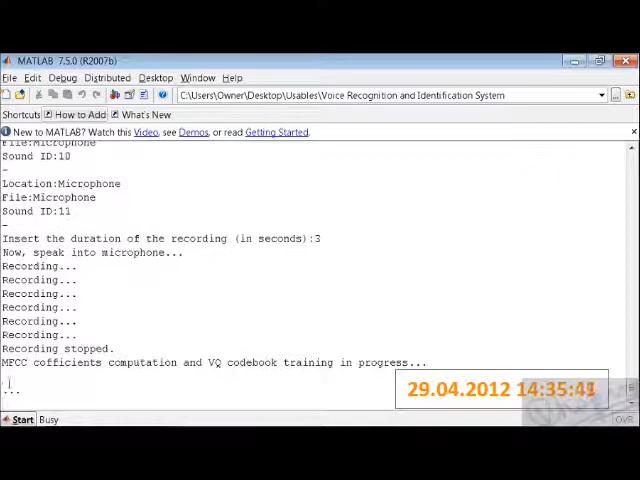 MATLAB 7.5.0 (R2007b)
File Edit Debug Distributed Desktop Window Help
C:\Users\Owner\Desktop\Usables\Voice Recognition and Identification System
Shortcuts How to Add What's New
New to MATLAB? Watch this Video, see Demos, or read Getting Started.
File:Microphone
Sound ID:10
-
Location:Microphone
File:Microphone
Sound ID:11
-
Insert the duration of the recording (in seconds):3
Now, speak into microphone...
Recording...
Recording...
Recording...
Recording...
Recording...
Recording...
Recording stopped.
MFCC cofficients computation and VQ codebook training in progress...
...
29.04.2012 14:35:41
Start Busy
OVR